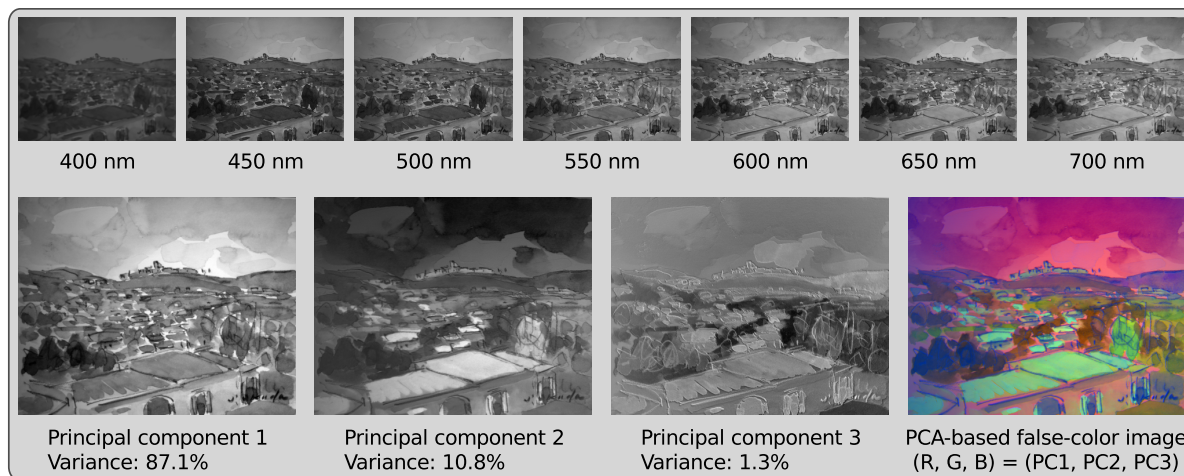 400 nm 450 nm 500 nm 550 nm 600 nm 650 nm 700 nm
Principal component 1
Variance: 87.1%
Principal component 2
Variance: 10.8%
Principal component 3
Variance: 1.3%
PCA-based false-color image
(R, G, B) = (PC1, PC2, PC3)